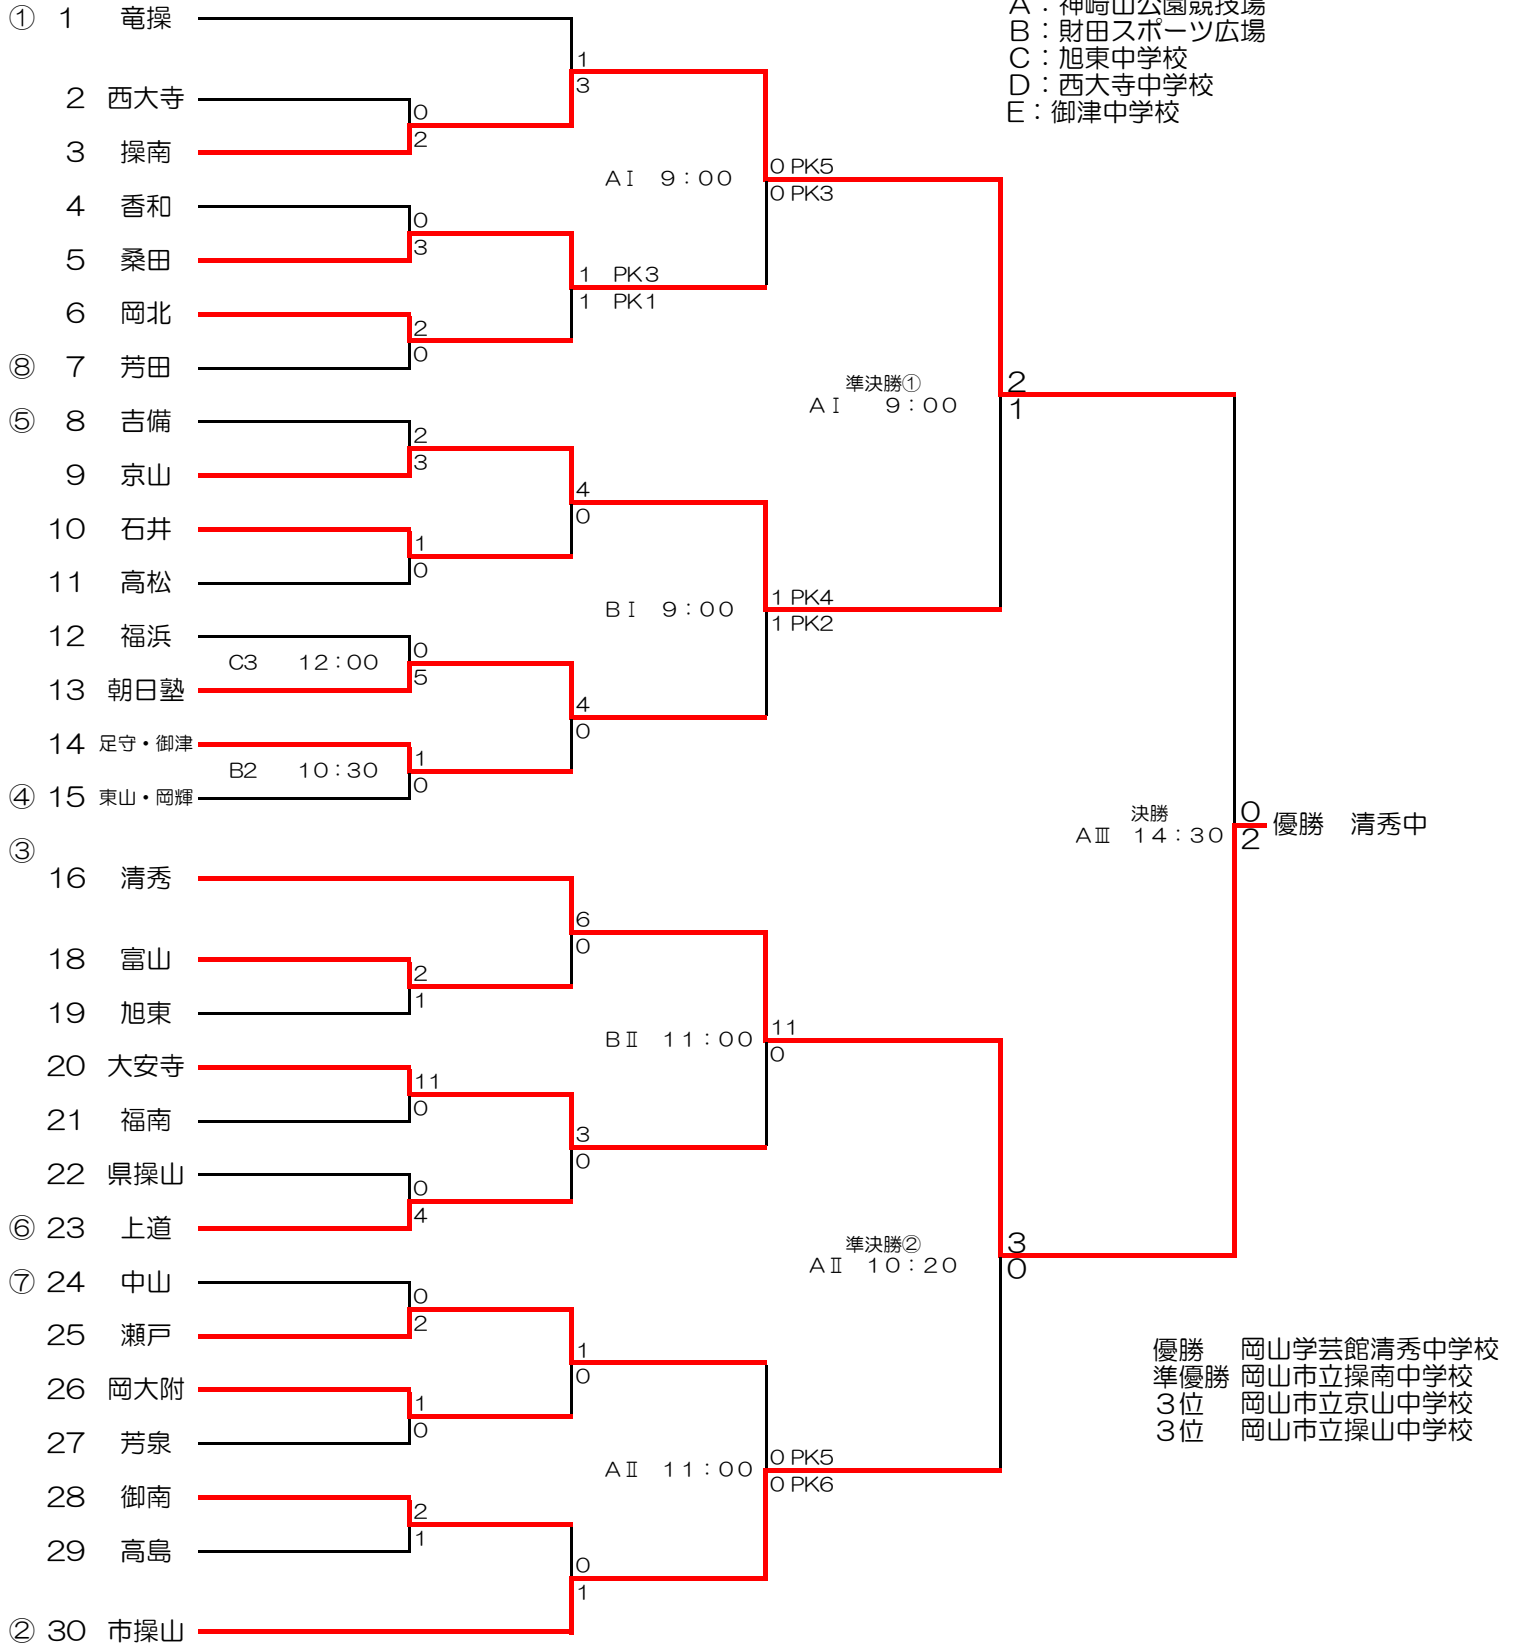 A：神崎山公園競技場
B：財田スポーツ広場
C：旭東中学校
D：西大寺中学校
E：御津中学校
① 1 竜操
1
3
2 西大寺
0
2
3 操南
AⅠ 9：00
0 PK5
0 PK3
4 香和
0
3
5 桑田
1 PK3
1 PK1
6 岡北
2
0
⑧ 7 芳田
準決勝①
AⅠ 9：00
2
1
⑤ 8 吉備
2
3
9 京山
4
0
10 石井
1
0
11 高松
BⅠ 9：00
1 PK4
1 PK2
12 福浜
C3 12：00
0
5
13 朝日塾
4
0
14 足守・御津
B2 10：30
1
0
④ 15 東山・岡輝
決勝
AⅢ 14：30
0
2
優勝 清秀中
③
16 清秀
6
0
18 富山
2
1
19 旭東
BⅡ 11：00
11
0
20 大安寺
11
0
21 福南
3
0
22 県操山
0
4
⑥ 23 上道
準決勝②
AⅡ 10：20
3
0
⑦ 24 中山
0
2
25 瀬戸
1
0
26 岡大附
1
0
27 芳泉
AⅡ 11：00
0 PK5
0 PK6
28 御南
2
1
29 高島
0
1
② 30 市操山
優勝 岡山学芸館清秀中学校
準優勝 岡山市立操南中学校
３位 岡山市立京山中学校
３位 岡山市立操山中学校